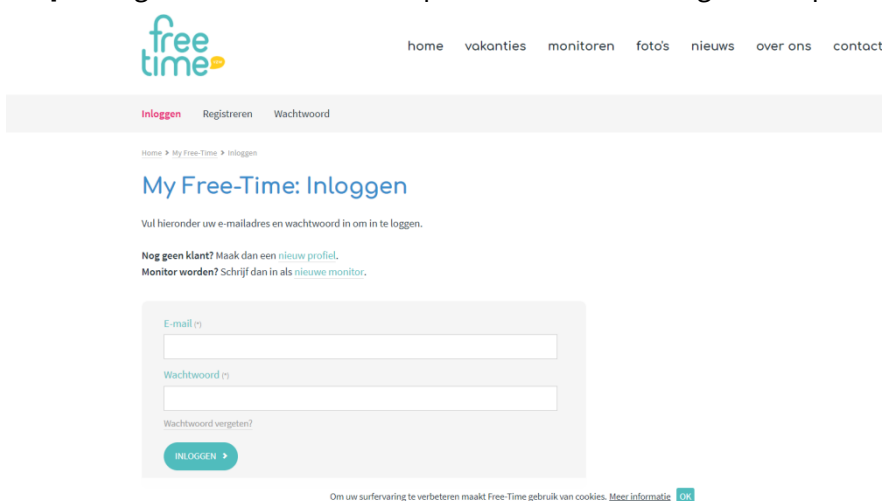 free
time
home vakanties monitoren foto's nieuws over ons contact
Inloggen Registreren Wachtwoord
Home > My Free-Time > Inloggen
My Free-Time: Inloggen
Vul hieronder uw e-mailadres en wachtwoord in om in te loggen.
Nog geen klant? Maak dan een nieuw profiel.
Monitor worden? Schrijf dan in als nieuwe monitor.
E-mail (*)
Wachtwoord (*)
Wachtwoord vergeten?
INLOGGEN >
Om uw surfervaring te verbeteren maakt Free-Time gebruik van cookies. Meer informatie OK